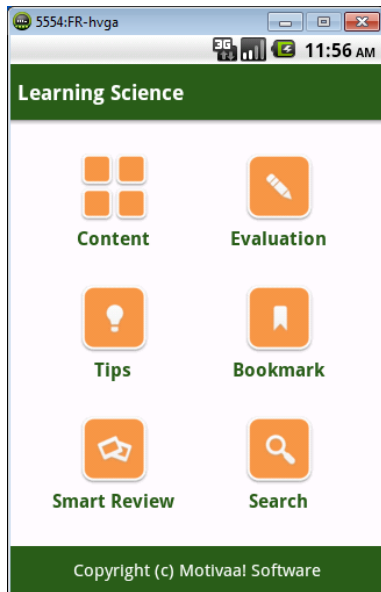 5554:FR-hvga
3G 11:56 AM
Learning Science
Content Evaluation
Tips Bookmark
Smart Review Search
Copyright (c) Motivaa! Software